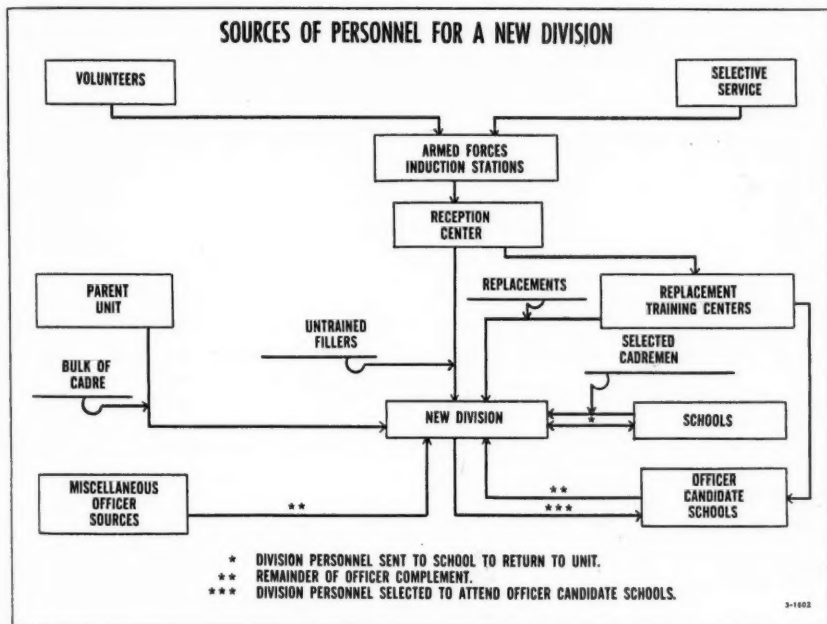 SOURCES OF PERSONNEL FOR A NEW DIVISION
VOLUNTEERS
SELECTIVE
SERVICE
ARMED FORCES
INDUCTION STATIONS
RECEPTION
CENTER
PARENT
UNIT
REPLACEMENTS
REPLACEMENT
TRAINING CENTERS
UNTRAINED
FILLERS
SELECTED
CADREMEN
BULK OF
CADRE
NEW DIVISION
*
SCHOOLS
MISCELLANEOUS
OFFICER
SOURCES
**
**
***
OFFICER
CANDIDATE
SCHOOLS
* DIVISION PERSONNEL SENT TO SCHOOL TO RETURN TO UNIT.
** REMAINDER OF OFFICER COMPLEMENT.
*** DIVISION PERSONNEL SELECTED TO ATTEND OFFICER CANDIDATE SCHOOLS.
3-1602